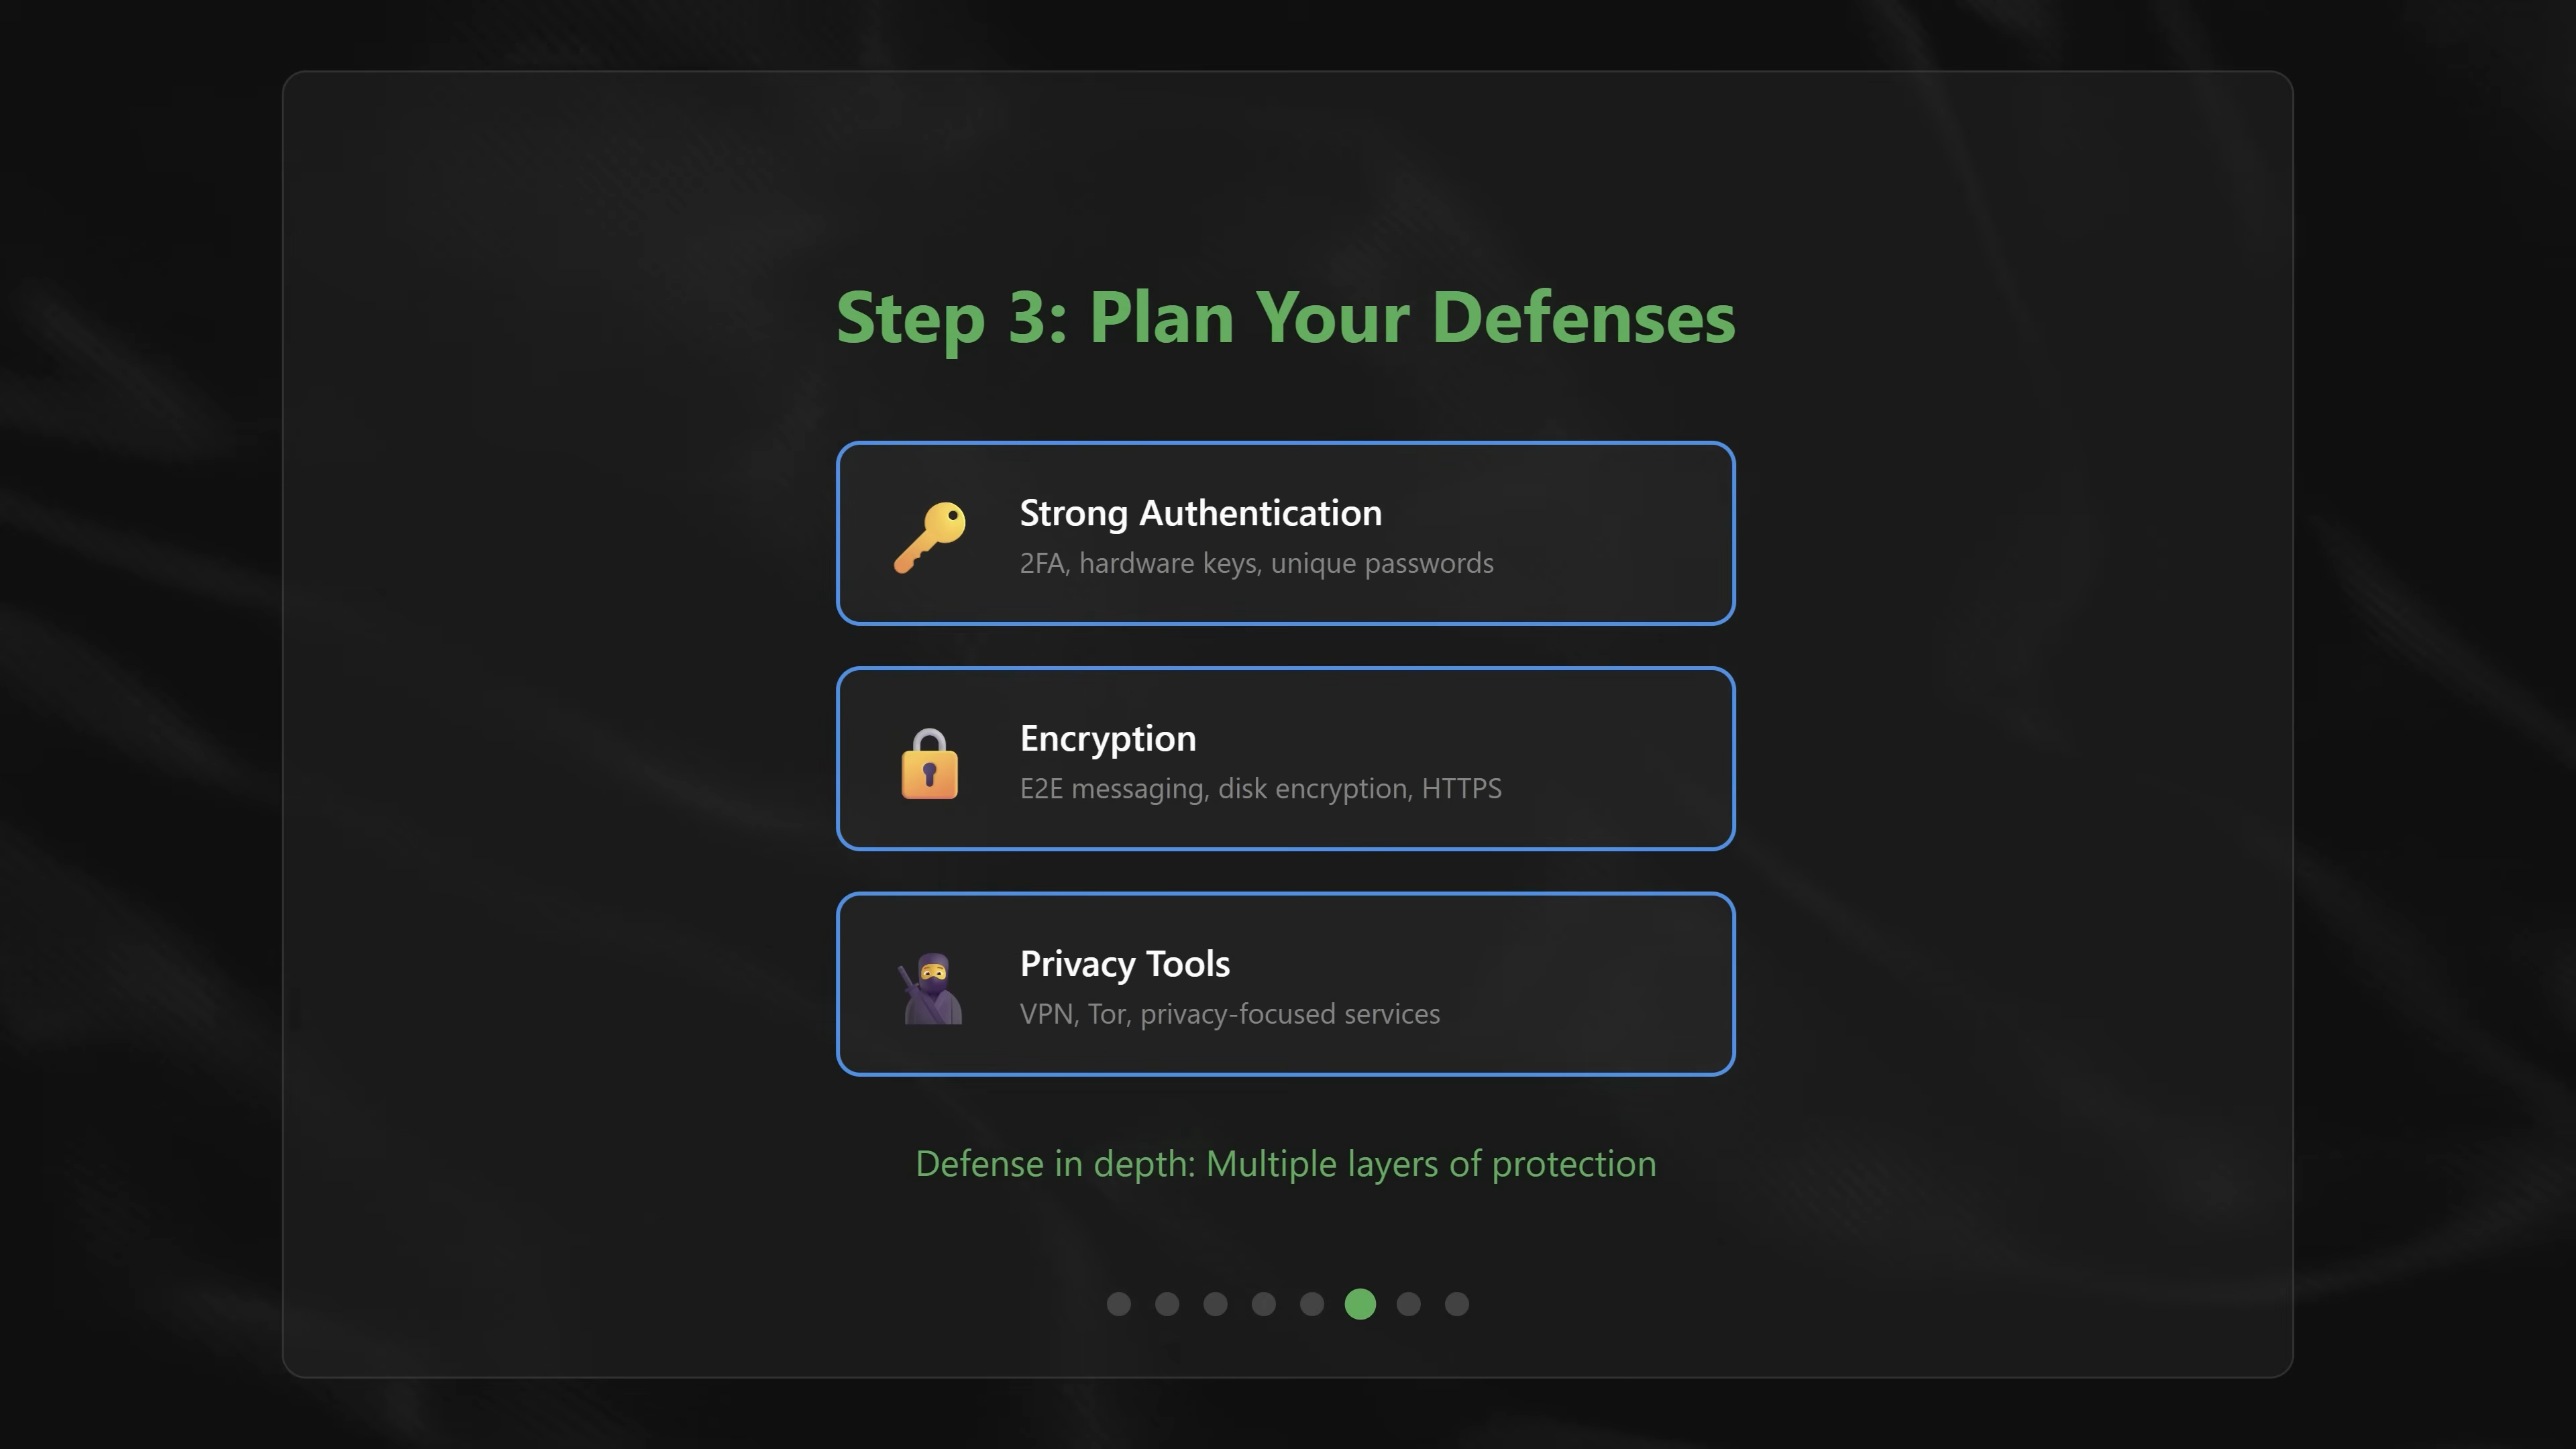 Step 3: Plan Your Defenses
Strong Authentication
2FA, hardware keys, unique passwords
Encryption
E2E messaging, disk encryption, HTTPS
Privacy Tools
VPN, Tor, privacy-focused services
Defense in depth: Multiple layers of protection